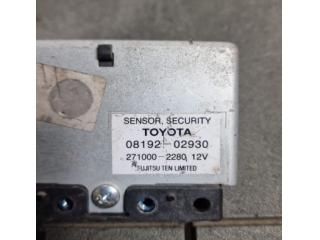 SENSOR, SECURITY
TOYOTA
08192-02930
271000-2280 12V
FUJITSU TEN LIMITED